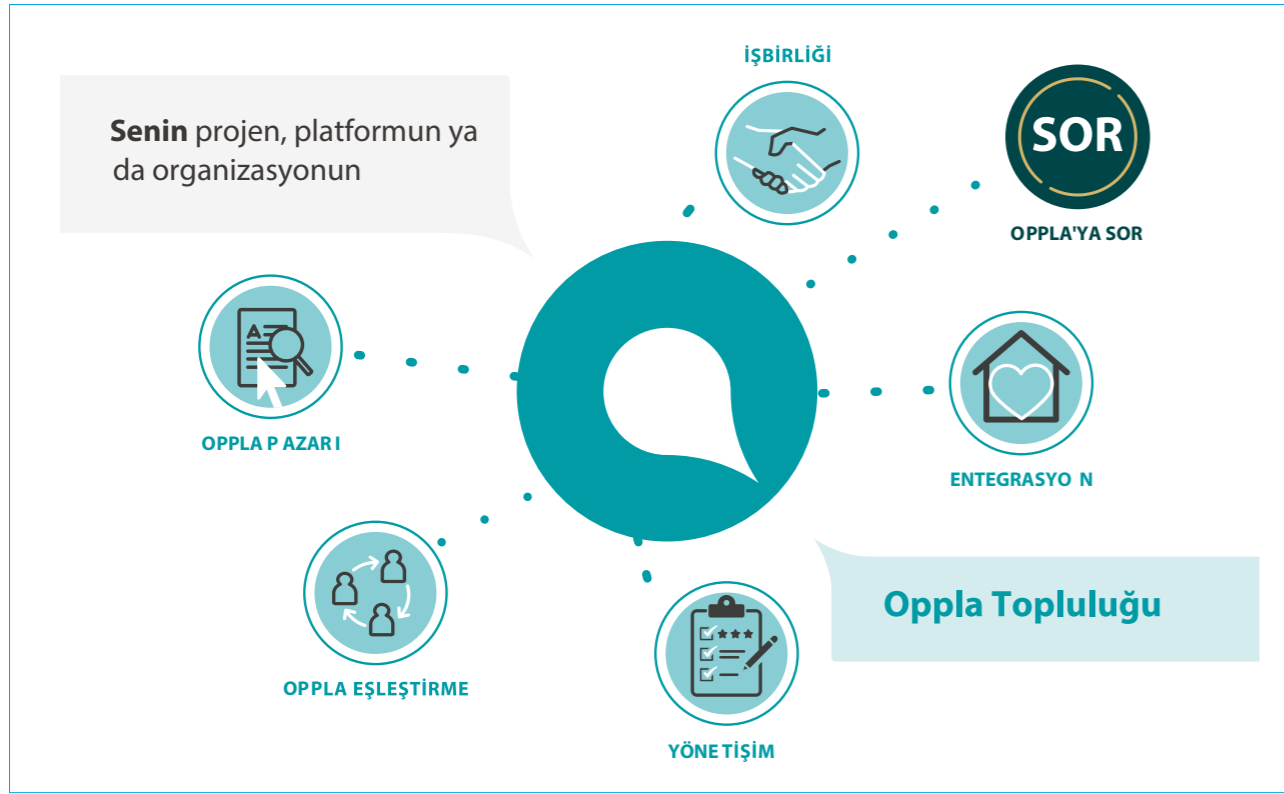 İŞBİRLİĞİ
Senin projen, platformun ya
da organizasyonun
SOR
OPPLA'YA SOR
A
OPPLA P AZAR I
ENTEGRASYO N
Oppla Topluluğu
OPPLA EŞLEŞTİRME
YÖNE TİŞİM